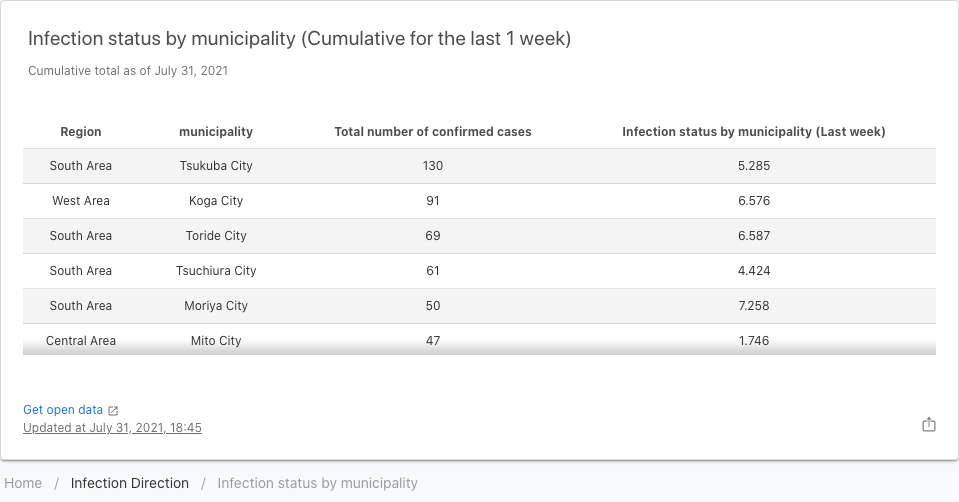 Infection status by municipality (Cumulative for the last 1 week)
Cumulative total as of July 31, 2021
Region municipality Total number of confirmed cases Infection status by municipality (Last week)
South Area Tsukuba City 130 5.285
West Area Koga City 91 6.576
South Area Toride City 69 6.587
South Area Tsuchiura City 61 4.424
South Area Moriya City 50 7.258
Central Area Mito City 47 1.746
Get open data
Updated at July 31, 2021, 18:45
Home / Infection Direction / Infection status by municipality